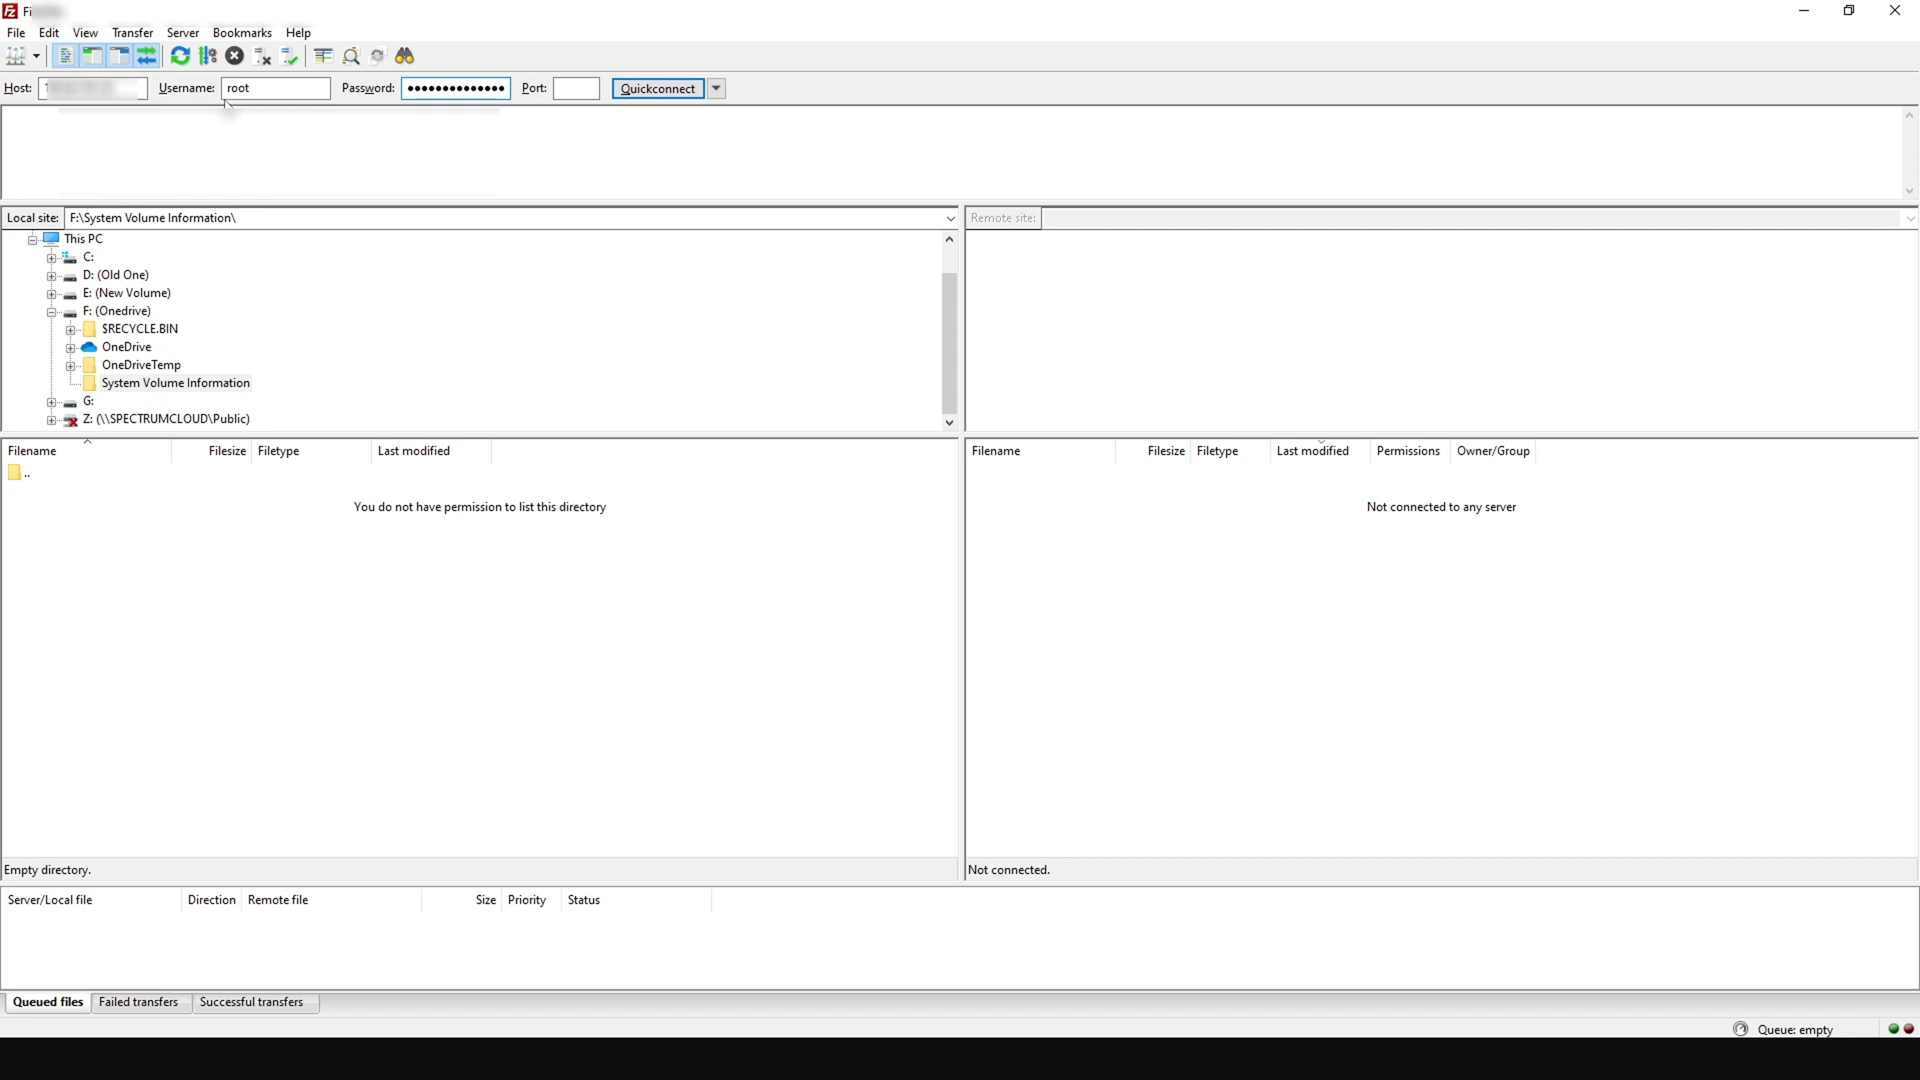 Fi
File Edit View Transfer Server Bookmarks Help
Host: Username: root Password: •••••••••••••• Port: Quickconnect
Local site: F:\System Volume Information\
Remote site:
This PC
C:
D: (Old One)
E: (New Volume)
F: (Onedrive)
$RECYCLE.BIN
OneDrive
OneDriveTemp
System Volume Information
G:
Z: (\\SPECTRUMCLOUD\Public)
Filename Filesize Filetype Last modified
..
You do not have permission to list this directory
Empty directory.
Filename Filesize Filetype Last modified Permissions Owner/Group
Not connected to any server
Not connected.
Server/Local file Direction Remote file Size Priority Status
Queued files Failed transfers Successful transfers
Queue: empty